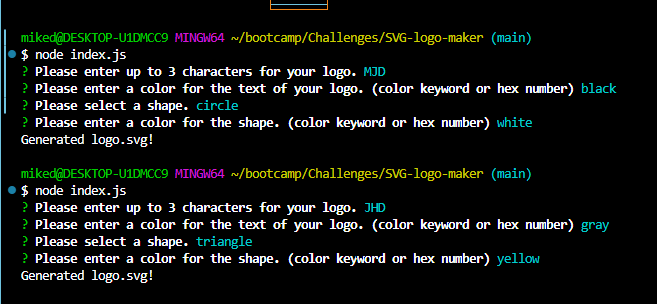 miked@DESKTOP-U1DMCC9 MINGW64 ~/bootcamp/Challenges/SVG-logo-maker (main)
$ node index.js
? Please enter up to 3 characters for your logo. MJD
? Please enter a color for the text of your logo. (color keyword or hex number) black
? Please select a shape. circle
? Please enter a color for the shape. (color keyword or hex number) white
Generated logo.svg!
miked@DESKTOP-U1DMCC9 MINGW64 ~/bootcamp/Challenges/SVG-logo-maker (main)
$ node index.js
? Please enter up to 3 characters for your logo. JHD
? Please enter a color for the text of your logo. (color keyword or hex number) gray
? Please select a shape. triangle
? Please enter a color for the shape. (color keyword or hex number) yellow
Generated logo.svg!